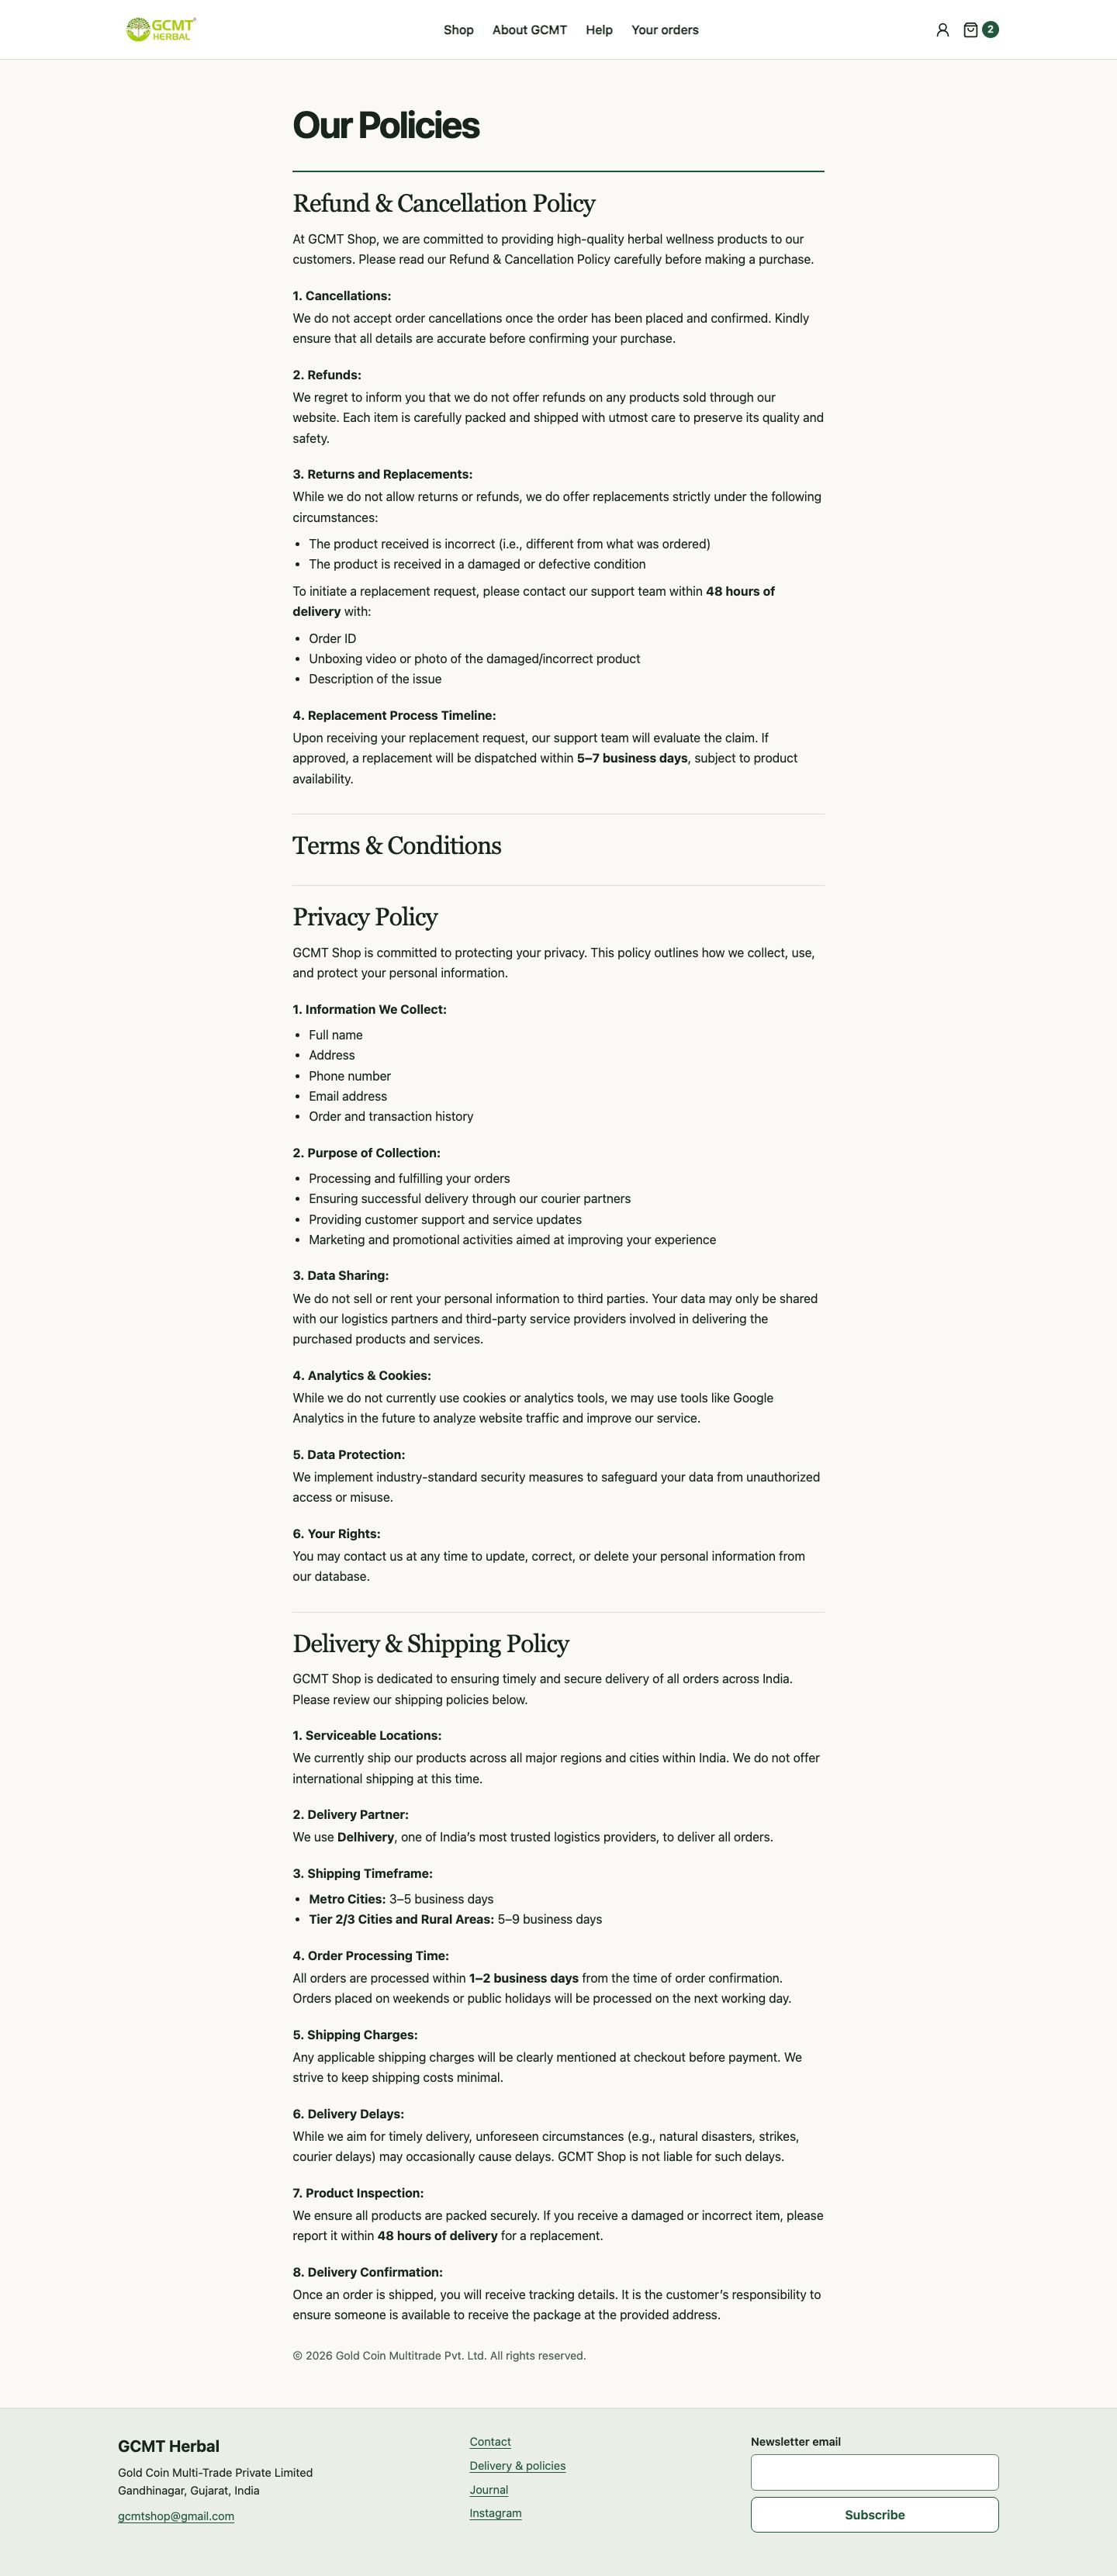 GCMT
HERBAL
Shop About GCMT Help Your orders
2
Our Policies
Refund & Cancellation Policy
At GCMT Shop, we are committed to providing high-quality herbal wellness products to our
customers. Please read our Refund & Cancellation Policy carefully before making a purchase.
1. Cancellations:
We do not accept order cancellations once the order has been placed and confirmed. Kindly
ensure that all details are accurate before confirming your purchase.
2. Refunds:
We regret to inform you that we do not offer refunds on any products sold through our
website. Each item is carefully packed and shipped with utmost care to preserve its quality and
safety.
3. Returns and Replacements:
While we do not allow returns or refunds, we do offer replacements strictly under the following
circumstances:
• The product received is incorrect (i.e., different from what was ordered)
• The product is received in a damaged or defective condition
To initiate a replacement request, please contact our support team within 48 hours of
delivery with:
• Order ID
• Unboxing video or photo of the damaged/incorrect product
• Description of the issue
4. Replacement Process Timeline:
Upon receiving your replacement request, our support team will evaluate the claim. If
approved, a replacement will be dispatched within 5–7 business days, subject to product
availability.
Terms & Conditions
Privacy Policy
GCMT Shop is committed to protecting your privacy. This policy outlines how we collect, use,
and protect your personal information.
1. Information We Collect:
• Full name
• Address
• Phone number
• Email address
• Order and transaction history
2. Purpose of Collection:
• Processing and fulfilling your orders
• Ensuring successful delivery through our courier partners
• Providing customer support and service updates
• Marketing and promotional activities aimed at improving your experience
3. Data Sharing:
We do not sell or rent your personal information to third parties. Your data may only be shared
with our logistics partners and third-party service providers involved in delivering the
purchased products and services.
4. Analytics & Cookies:
While we do not currently use cookies or analytics tools, we may use tools like Google
Analytics in the future to analyze website traffic and improve our service.
5. Data Protection:
We implement industry-standard security measures to safeguard your data from unauthorized
access or misuse.
6. Your Rights:
You may contact us at any time to update, correct, or delete your personal information from
our database.
Delivery & Shipping Policy
GCMT Shop is dedicated to ensuring timely and secure delivery of all orders across India.
Please review our shipping policies below.
1. Serviceable Locations:
We currently ship our products across all major regions and cities within India. We do not offer
international shipping at this time.
2. Delivery Partner:
We use Delhivery, one of India’s most trusted logistics providers, to deliver all orders.
3. Shipping Timeframe:
• Metro Cities: 3–5 business days
• Tier 2/3 Cities and Rural Areas: 5–9 business days
4. Order Processing Time:
All orders are processed within 1–2 business days from the time of order confirmation.
Orders placed on weekends or public holidays will be processed on the next working day.
5. Shipping Charges:
Any applicable shipping charges will be clearly mentioned at checkout before payment. We
strive to keep shipping costs minimal.
6. Delivery Delays:
While we aim for timely delivery, unforeseen circumstances (e.g., natural disasters, strikes,
courier delays) may occasionally cause delays. GCMT Shop is not liable for such delays.
7. Product Inspection:
We ensure all products are packed securely. If you receive a damaged or incorrect item, please
report it within 48 hours of delivery for a replacement.
8. Delivery Confirmation:
Once an order is shipped, you will receive tracking details. It is the customer’s responsibility to
ensure someone is available to receive the package at the provided address.
© 2026 Gold Coin Multitrade Pvt. Ltd. All rights reserved.
GCMT Herbal
Gold Coin Multi-Trade Private Limited
Gandhinagar, Gujarat, India
gcmtshop@gmail.com
Contact
Delivery & policies
Journal
Instagram
Newsletter email
Subscribe